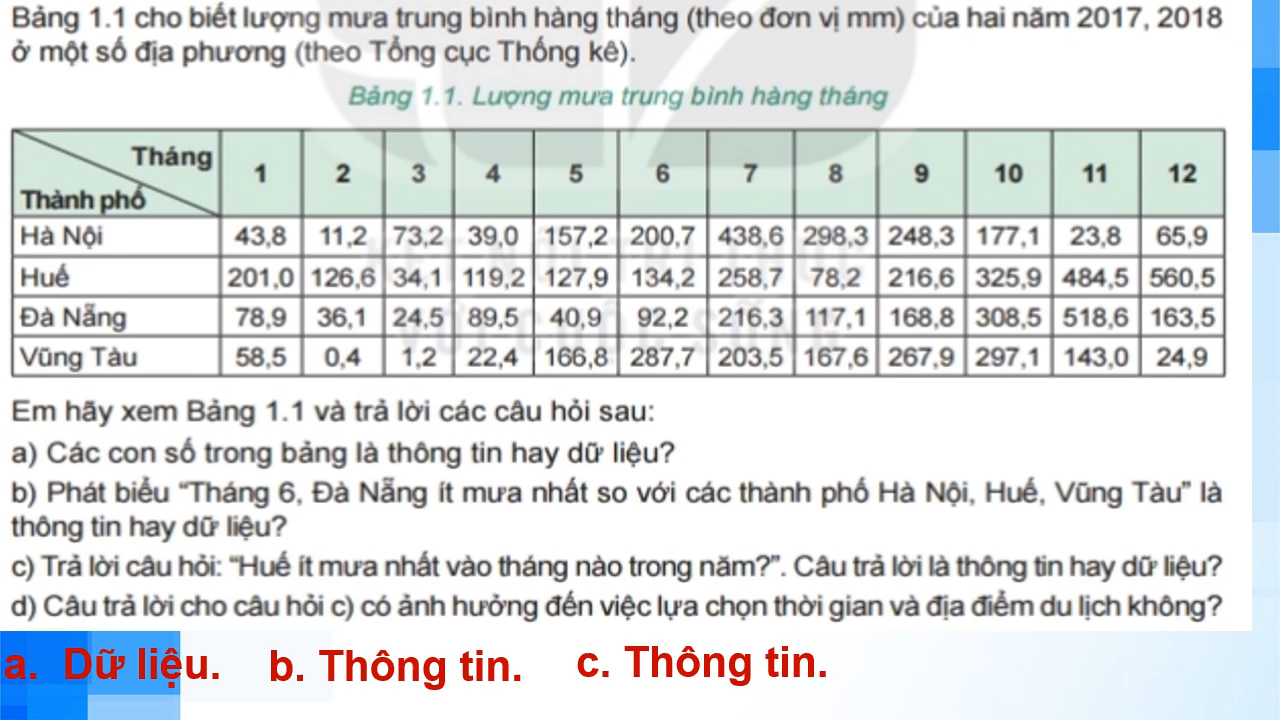 Bảng 1.1 cho biết lượng mưa trung bình hàng tháng (theo đơn vị mm) của hai năm 2017, 2018
ở một số địa phương (theo Tổng cục Thống kê).
Bảng 1.1. Lượng mưa trung bình hàng tháng
Tháng 1 2 3 4 5 6 7 8 9 10 11 12
Thành phố
Hà Nội 43,8 11,2 73,2 39,0 157,2 200,7 438,6 298,3 248,3 177,1 23,8 65,9
Huế 201,0 126,6 34,1 119,2 127,9 134,2 258,7 78,2 216,6 325,9 484,5 560,5
Đà Nẵng 78,9 36,1 24,5 89,5 40,9 92,2 216,3 117,1 168,8 308,5 518,6 163,5
Vũng Tàu 58,5 0,4 1,2 22,4 166,8 287,7 203,5 167,6 267,9 297,1 143,0 24,9
KẾT NỐI TRI THỨC
VỚI CUỘC SỐNG
Em hãy xem Bảng 1.1 và trả lời các câu hỏi sau:
a) Các con số trong bảng là thông tin hay dữ liệu?
b) Phát biểu “Tháng 6, Đà Nẵng ít mưa nhất so với các thành phố Hà Nội, Huế, Vũng Tàu” là
thông tin hay dữ liệu?
c) Trả lời câu hỏi: “Huế ít mưa nhất vào tháng nào trong năm?”. Câu trả lời là thông tin hay dữ liệu?
d) Câu trả lời cho câu hỏi c) có ảnh hưởng đến việc lựa chọn thời gian và địa điểm du lịch không?
a. Dữ liệu. b. Thông tin. c. Thông tin.